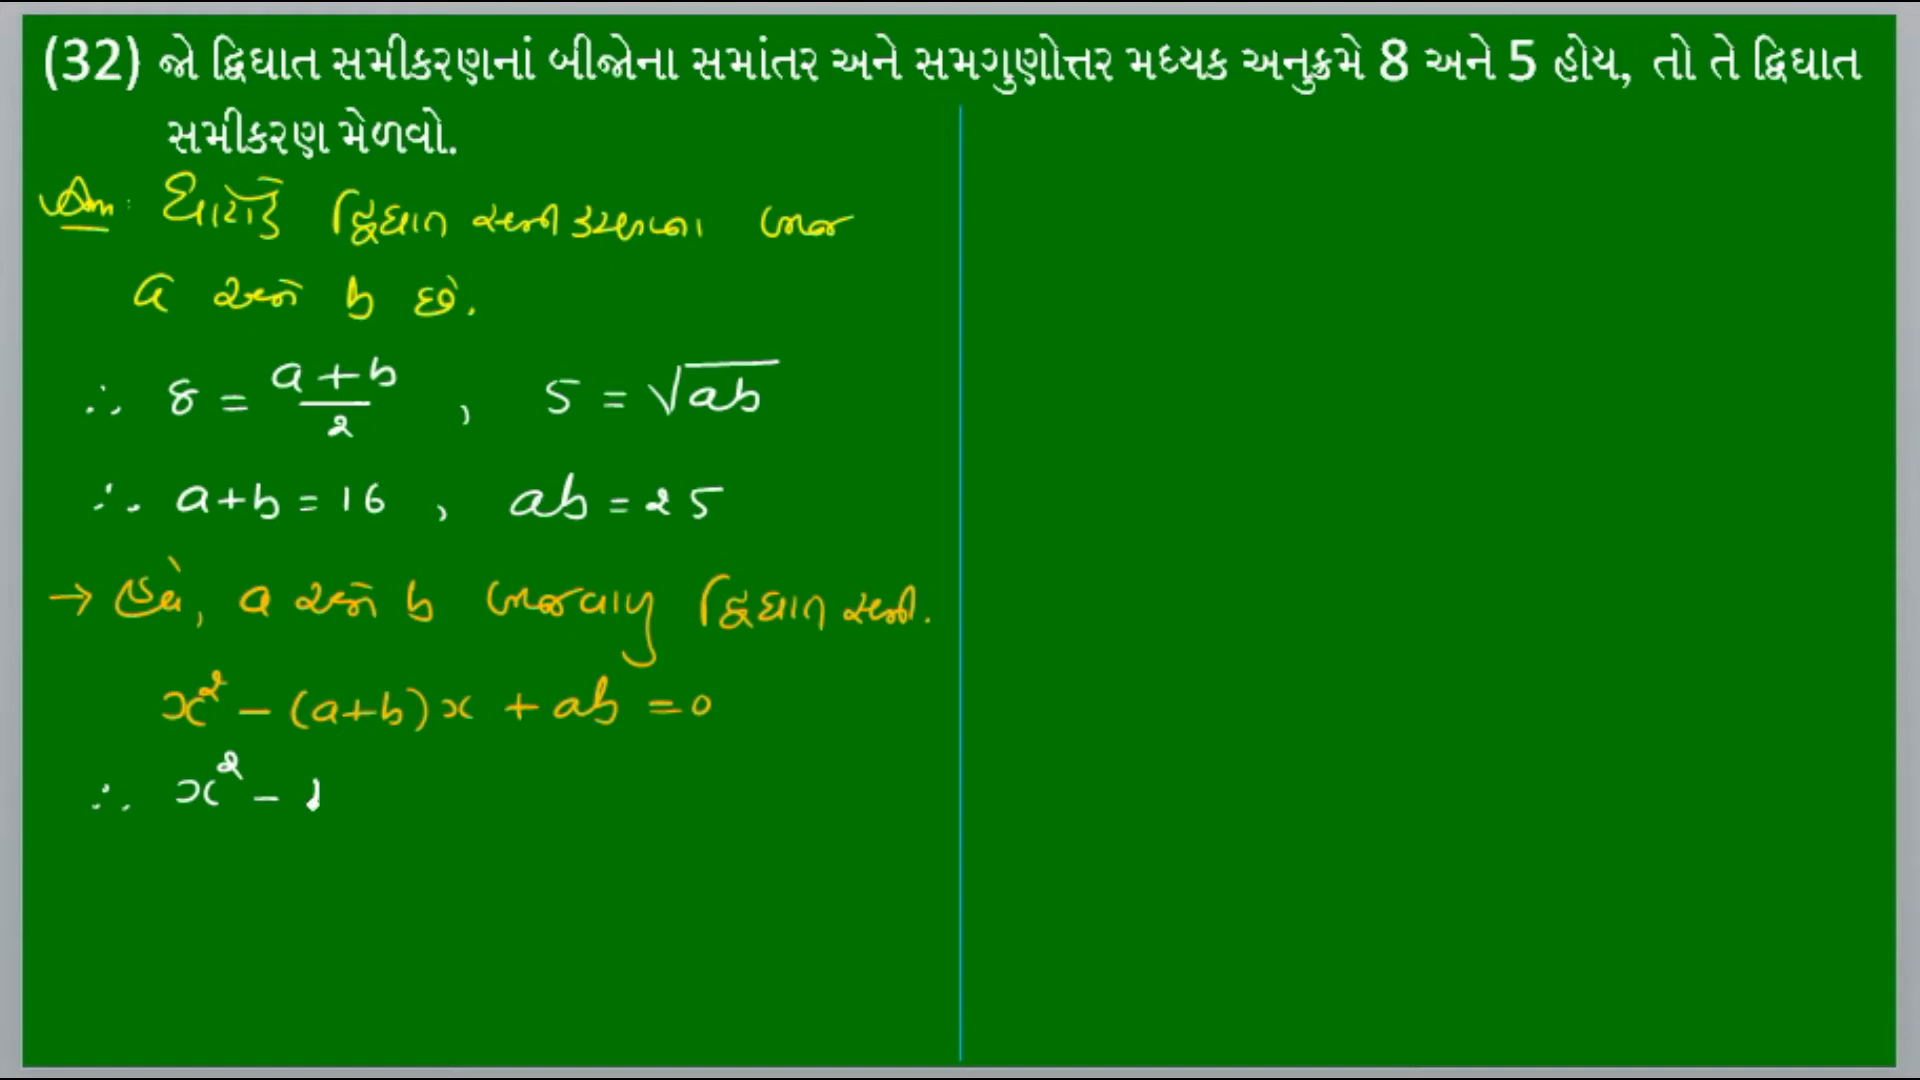 (32) જો દ્વિઘાત સમીકરણનાં બીજોના સમાંતર અને સમગુણોત્તર મધ્યક અનુક્રમે 8 અને 5 હોય, તો તે દ્વિઘાત
સમીકરણ મેળવો.
Ans: ધારોકે દ્વિઘાત સમીકરણના બીજ
a અને b છે.
∴ 8 = (a+b)/2 , 5 = √ab
∴ a+b = 16 , ab = 25
→ હવે, a અને b બીજવાળુ દ્વિઘાત સમી.
x² - (a+b)x + ab = 0
∴ x² - 1